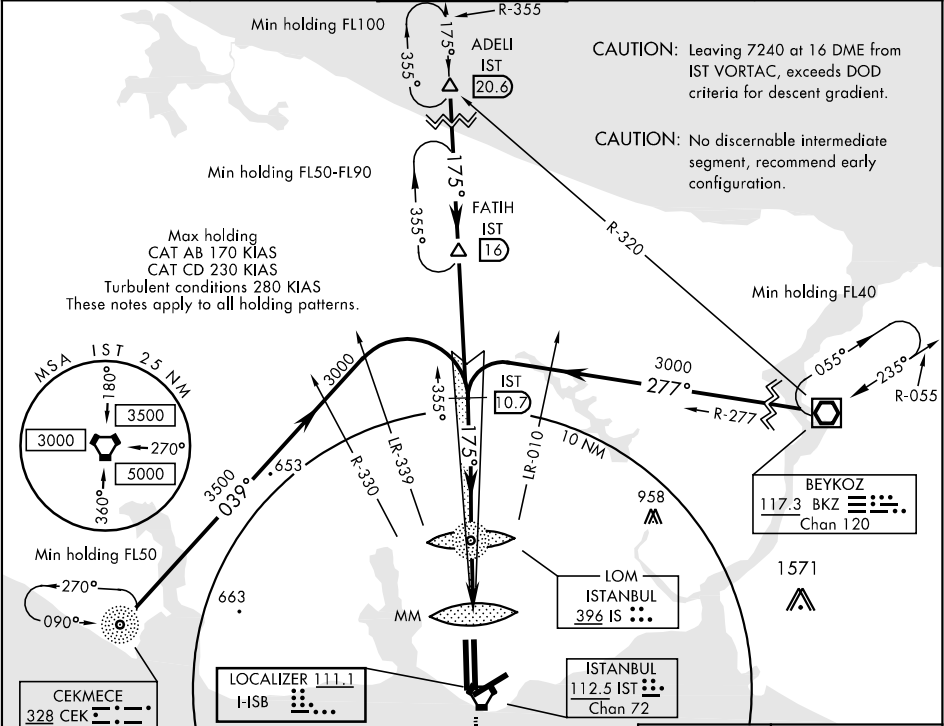 Min holding FL100
R-355
175°
355°
ADELI
IST
20.6
CAUTION: Leaving 7240 at 16 DME from
IST VORTAC, exceeds DOD
criteria for descent gradient.
CAUTION: No discernable intermediate
segment, recommend early
configuration.
Min holding FL50-FL90
175°
355°
FATIH
IST
16
R-320
Max holding
CAT AB 170 KIAS
CAT CD 230 KIAS
Turbulent conditions 280 KIAS
These notes apply to all holding patterns.
Min holding FL40
055°
235°
R-055
MSA IST 25 NM
180°
3500
3000
270°
5000
360°
3000
355°
IST
10.7
3000
277°
R-277
175°
10 NM
LR-010
LR-339
R-330
653
3500
039°
958
BEYKOZ
117.3 BKZ
Chan 120
Min holding FL50
270°
090°
663
MM
LOM
ISTANBUL
396 IS
1571
CEKMECE
328 CEK
LOCALIZER 111.1
I-ISB
ISTANBUL
112.5 IST
Chan 72